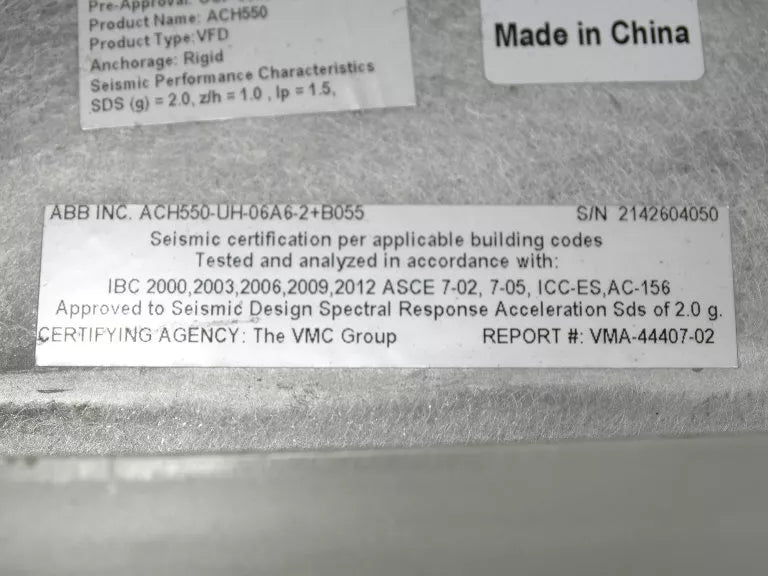 Pre-Approval:
Product Name: ACH550
Product Type:VFD
Anchorage: Rigid
Seismic Performance Characteristics
SDS (g) = 2.0, z/h = 1.0 , Ip = 1.5,
Made in China
ABB INC. ACH550-UH-06A6-2+B055 S/N 2142604050
Seismic certification per applicable building codes
Tested and analyzed in accordance with:
IBC 2000,2003,2006,2009,2012 ASCE 7-02, 7-05, ICC-ES,AC-156
Approved to Seismic Design Spectral Response Acceleration Sds of 2.0 g.
CERTIFYING AGENCY: The VMC Group REPORT #: VMA-44407-02